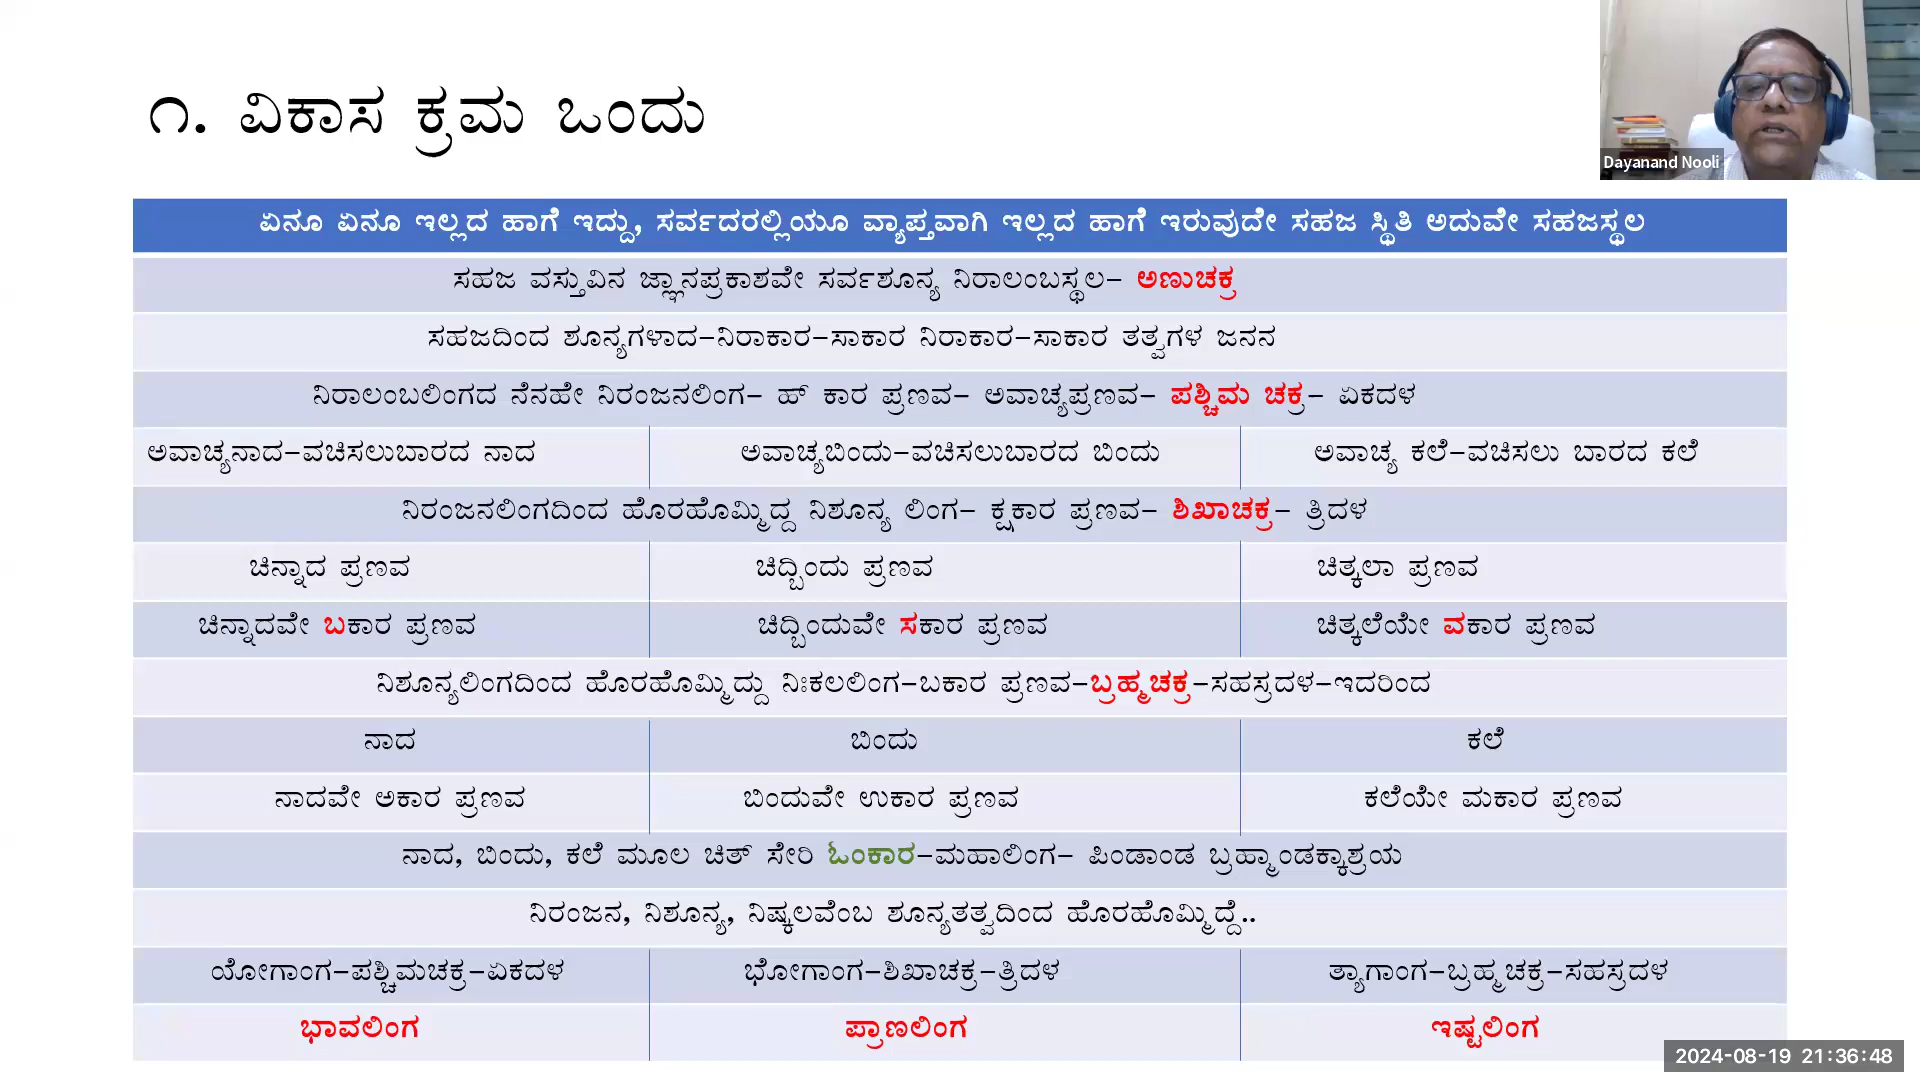 ೧. ವಿಕಾಸ ಕ್ರಮ ಒಂದು
Dayanand Nooli
ಏನೂ ಏನೂ ಇಲ್ಲದ ಹಾಗೆ ಇದ್ದು, ಸರ್ವದರಲ್ಲಿಯೂ ವ್ಯಾಪ್ತವಾಗಿ ಇಲ್ಲದ ಹಾಗೆ ಇರುವುದೇ ಸಹಜ ಸ್ಥಿತಿ ಅದುವೇ ಸಹಜಸ್ಥಲ
ಸಹಜ ವಸ್ತುವಿನ ಜ್ಞಾನಪ್ರಕಾಶವೇ ಸರ್ವಶೂನ್ಯ ನಿರಾಲಂಬಸ್ಥಲ– ಅಣುಚಕ್ರ
ಸಹಜದಿಂದ ಶೂನ್ಯಗಳಾದ–ನಿರಾಕಾರ–ಸಾಕಾರ ನಿರಾಕಾರ–ಸಾಕಾರ ತತ್ವಗಳ ಜನನ
ನಿರಾಲಂಬಲಿಂಗದ ನೆನಹೇ ನಿರಂಜನಲಿಂಗ– ಹ್ ಕಾರ ಪ್ರಣವ– ಅವಾಚ್ಯಪ್ರಣವ– ಪಶ್ಚಿಮ ಚಕ್ರ– ಏಕದಳ
ಅವಾಚ್ಯನಾದ–ವಚಿಸಲುಬಾರದ ನಾದ ಅವಾಚ್ಯಬಿಂದು–ವಚಿಸಲುಬಾರದ ಬಿಂದು ಅವಾಚ್ಯ ಕಲೆ–ವಚಿಸಲು ಬಾರದ ಕಲೆ
ನಿರಂಜನಲಿಂಗದಿಂದ ಹೊರಹೊಮ್ಮಿದ್ದ ನಿಶೂನ್ಯ ಲಿಂಗ– ಕ್ಷಕಾರ ಪ್ರಣವ– ಶಿಖಾಚಕ್ರ– ತ್ರಿದಳ
ಚಿನ್ನಾದ ಪ್ರಣವ ಚಿದ್ಬಿಂದು ಪ್ರಣವ ಚಿತ್ಕಲಾ ಪ್ರಣವ
ಚಿನ್ನಾದವೇ ಬಕಾರ ಪ್ರಣವ ಚಿದ್ಬಿಂದುವೇ ಸಕಾರ ಪ್ರಣವ ಚಿತ್ಕಲೆಯೇ ವಕಾರ ಪ್ರಣವ
ನಿಶೂನ್ಯಲಿಂಗದಿಂದ ಹೊರಹೊಮ್ಮಿದ್ದು ನಿಃಕಲಲಿಂಗ–ಬಕಾರ ಪ್ರಣವ–ಬ್ರಹ್ಮಚಕ್ರ–ಸಹಸ್ರದಳ–ಇದರಿಂದ
ನಾದ ಬಿಂದು ಕಲೆ
ನಾದವೇ ಅಕಾರ ಪ್ರಣವ ಬಿಂದುವೇ ಉಕಾರ ಪ್ರಣವ ಕಲೆಯೇ ಮಕಾರ ಪ್ರಣವ
ನಾದ, ಬಿಂದು, ಕಲೆ ಮೂಲ ಚಿತ್ ಸೇರಿ ಓಂಕಾರ–ಮಹಾಲಿಂಗ– ಪಿಂಡಾಂಡ ಬ್ರಹ್ಮಾಂಡಕ್ಕಾಶ್ರಯ
ನಿರಂಜನ, ನಿಶೂನ್ಯ, ನಿಷ್ಕಲವೆಂಬ ಶೂನ್ಯತತ್ವದಿಂದ ಹೊರಹೊಮ್ಮಿದ್ದೆ..
ಯೋಗಾಂಗ–ಪಶ್ಚಿಮಚಕ್ರ–ಏಕದಳ ಭೋಗಾಂಗ–ಶಿಖಾಚಕ್ರ–ತ್ರಿದಳ ತ್ಯಾಗಾಂಗ–ಬ್ರಹ್ಮಚಕ್ರ–ಸಹಸ್ರದಳ
ಭಾವಲಿಂಗ ಪ್ರಾಣಲಿಂಗ ಇಷ್ಟಲಿಂಗ
2024-08-19 21:36:48